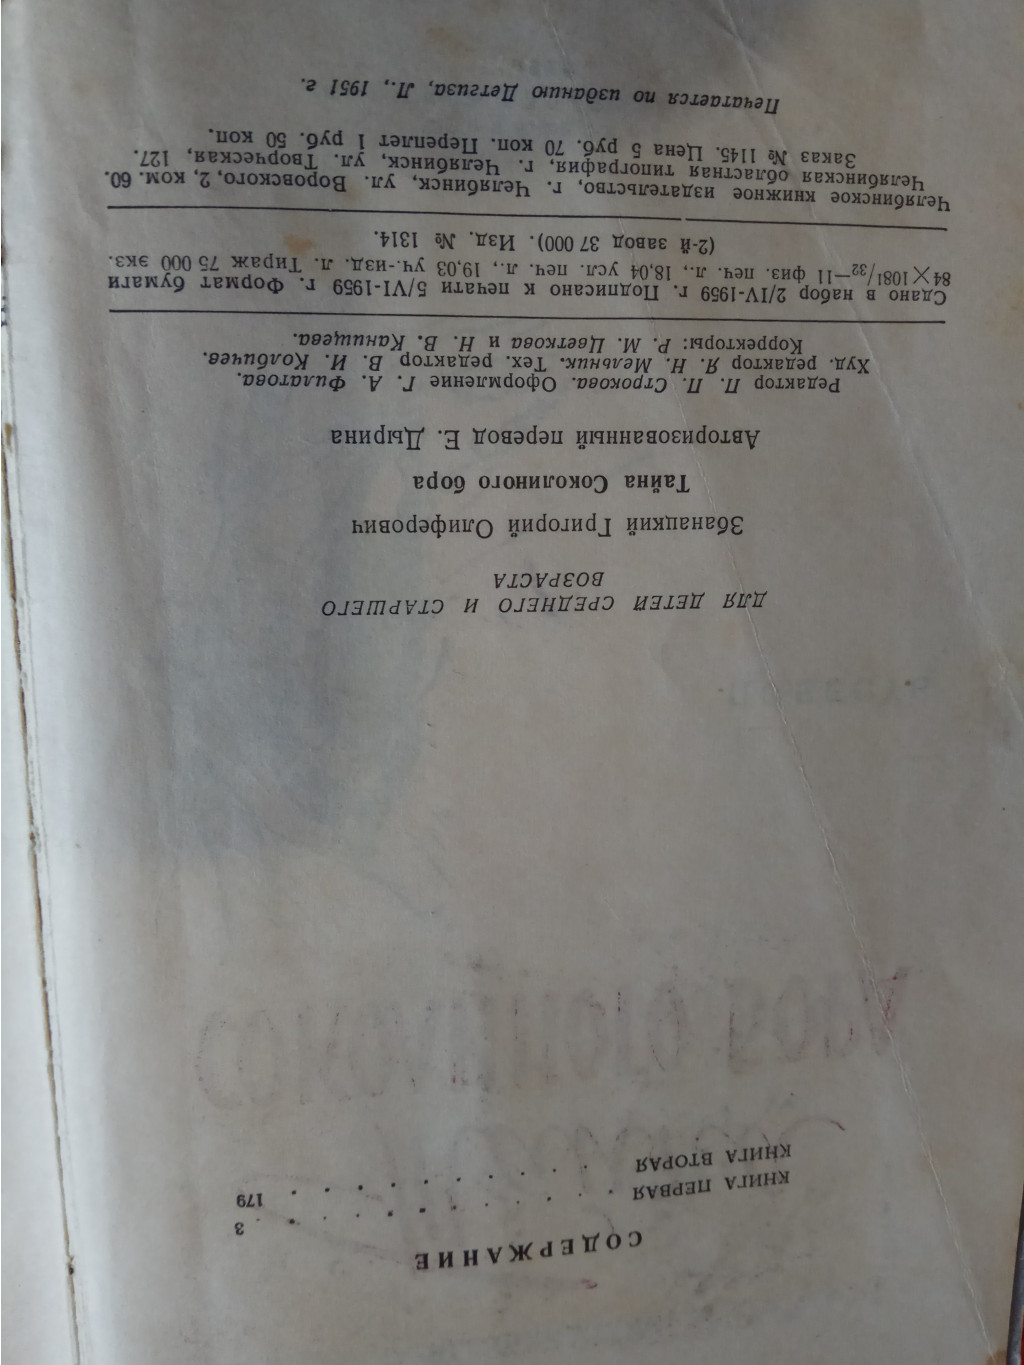 СОДЕРЖАНИЕ
КНИГА ПЕРВАЯ . . . . . . . . . . 3
КНИГА ВТОРАЯ . . . . . . . . . . 179
ДЛЯ ДЕТЕЙ СРЕДНЕГО И СТАРШЕГО
ВОЗРАСТА
Збанацкий Григорий Олиферович
Тайна Соколиного бора
Авторизованный перевод Е. Дырина
Редактор П. П. Строкова. Оформление Г. А. Филатова.
Худ. редактор Я. Н. Мельник. Тех. редактор В. И. Колбичев.
Корректоры: Р. М. Цветкова и Н. В. Канищева.
Сдано в набор 2/IV-1959 г. Подписано к печати 5/VI-1959 г. Формат бумаги
84×108¹/₃₂—11 физ. печ. л., 18,04 усл. печ. л., 19,03 уч.-изд. л. Тираж 75 000 экз.
(2-й завод 37 000). Изд. № 1314.
Челябинское книжное издательство, г. Челябинск, ул. Воровского, 2, ком. 60.
Челябинская областная типография, г. Челябинск, ул. Творческая, 127.
Заказ № 1145. Цена 5 руб. 70 коп. Переплет 1 руб. 50 коп.
Печатается по изданию Детгиза, Л., 1951 г.